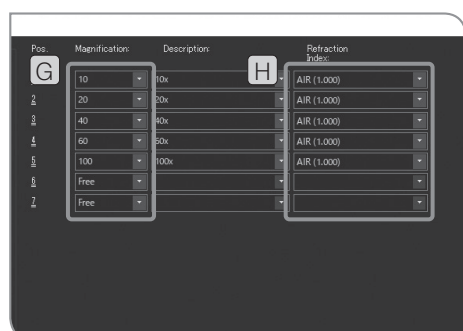 Pos. Magnification: Description: Refraction Index:
G H
10 10x AIR (1.000)
2 20 20x AIR (1.000)
3 40 40x AIR (1.000)
4 60 60x AIR (1.000)
5 100 100x AIR (1.000)
6 Free
7 Free